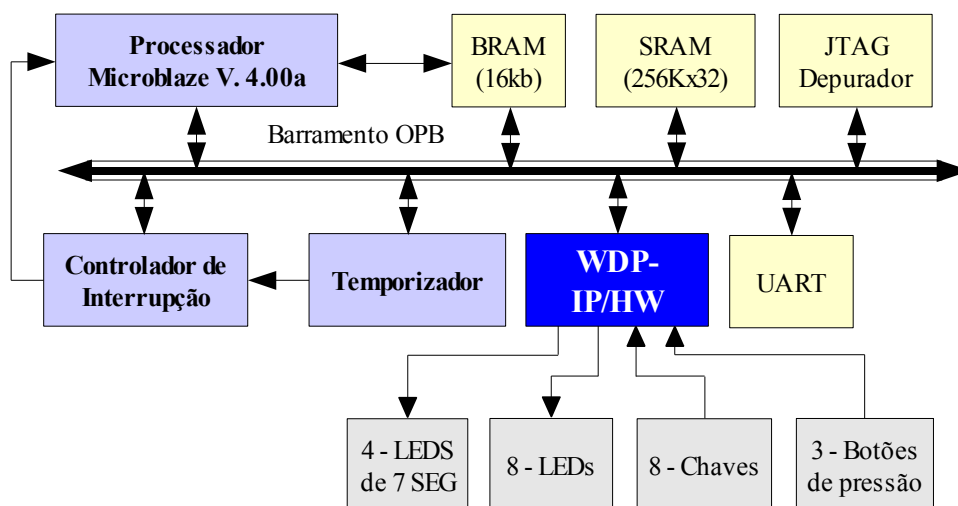 Processador
Microblaze V. 4.00a
BRAM
(16kb)
SRAM
(256Kx32)
JTAG
Depurador
Barramento OPB
Controlador de
Interrupção
Temporizador
WDP-
IP/HW
UART
4 - LEDS
de 7 SEG
8 - LEDs
8 - Chaves
3 - Botões
de pressão